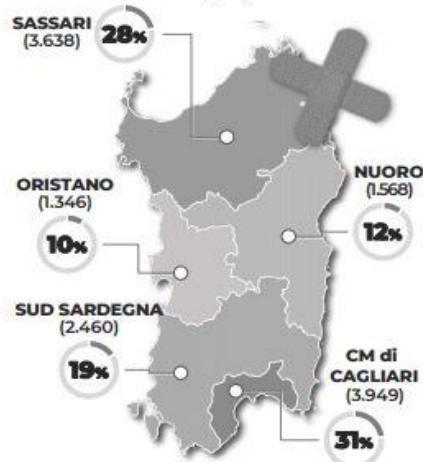 SASSARI
(3.638)
28%
ORISTANO
(1.346)
10%
NUORO
(1.568)
12%
SUD SARDEGNA
(2.460)
19%
CM di
CAGLIARI
(3.949)
31%